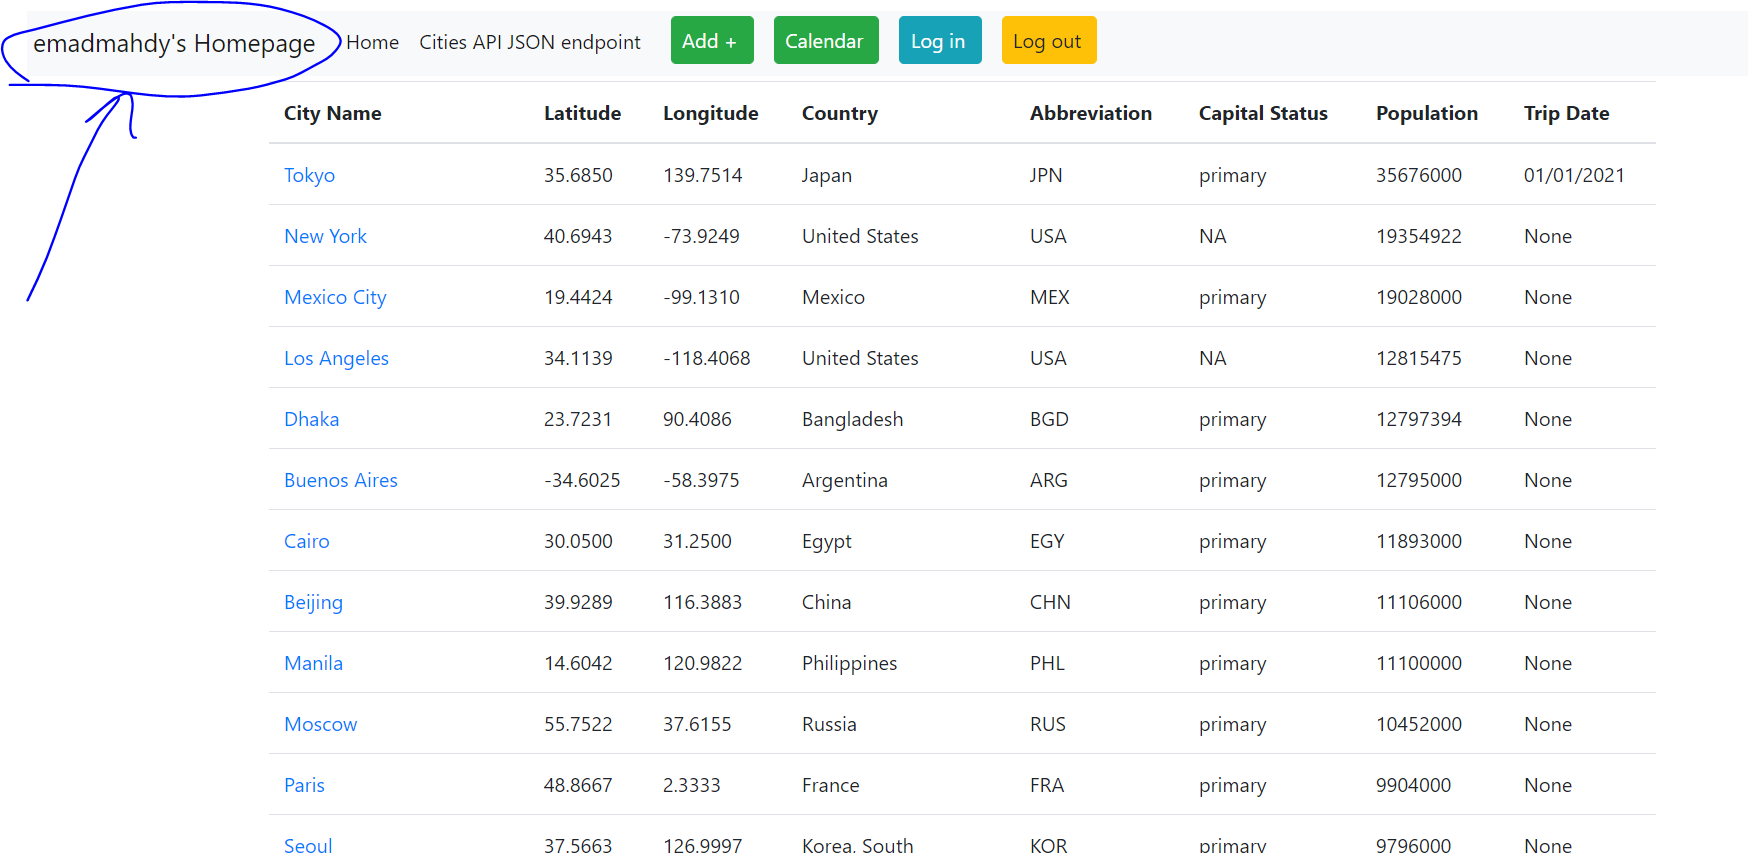 emadmahdy's Homepage Home Cities API JSON endpoint Add + Calendar Log in Log out
City Name Latitude Longitude Country Abbreviation Capital Status Population Trip Date
Tokyo 35.6850 139.7514 Japan JPN primary 35676000 01/01/2021
New York 40.6943 -73.9249 United States USA NA 19354922 None
Mexico City 19.4424 -99.1310 Mexico MEX primary 19028000 None
Los Angeles 34.1139 -118.4068 United States USA NA 12815475 None
Dhaka 23.7231 90.4086 Bangladesh BGD primary 12797394 None
Buenos Aires -34.6025 -58.3975 Argentina ARG primary 12795000 None
Cairo 30.0500 31.2500 Egypt EGY primary 11893000 None
Beijing 39.9289 116.3883 China CHN primary 11106000 None
Manila 14.6042 120.9822 Philippines PHL primary 11100000 None
Moscow 55.7522 37.6155 Russia RUS primary 10452000 None
Paris 48.8667 2.3333 France FRA primary 9904000 None
Seoul 37.5663 126.9997 Korea, South KOR primary 9796000 None